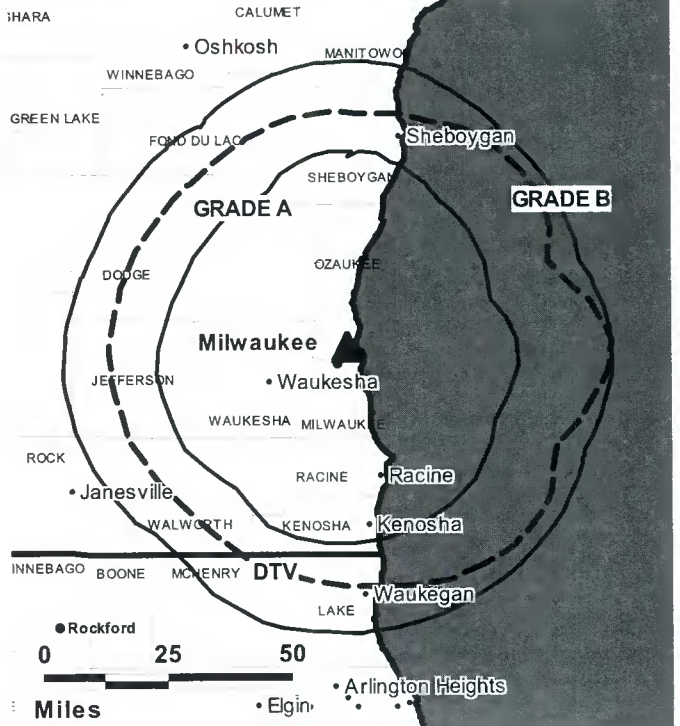 SHARA
CALUMET
Oshkosh
MANITOWO
WINNEBAGO
GREEN LAKE
FOND DU LAC
Sheboygan
SHEBOYGAN
GRADE B
GRADE A
OZAUKEE
DODGE
Milwaukee
JEFFERSON
Waukesha
WAUKESHA
MILWAUKEE
ROCK
RACINE
Racine
Janesville
WALWORTH
KENOSHA
Kenosha
INNEBAGO
BOONE
MCHENRY
DTV
Waukegan
LAKE
Rockford
0 25 50
Arlington Heights
Elgin
Miles